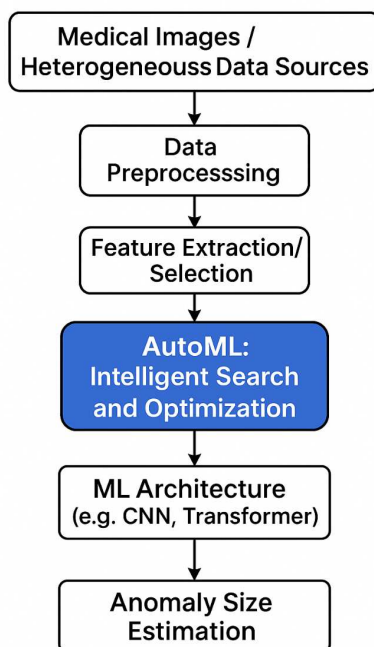 Medical Images /
Heterogeneouss Data Sources
Data
Preprocesssing
Feature Extraction/
Selection
AutoML:
Intelligent Search
and Optimization
ML Architecture
(e.g. CNN, Transformer)
Anomaly Size
Estimation